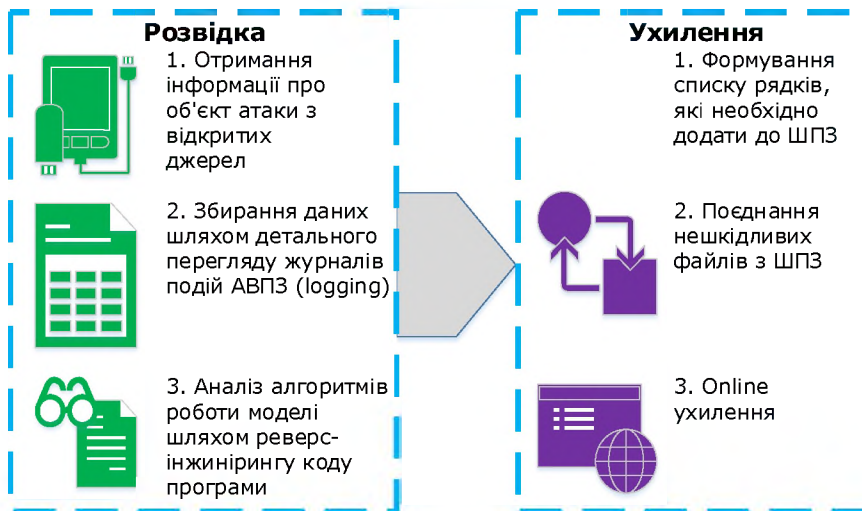 Розвідка
1. Отримання
інформації про
об'єкт атаки з
відкритих
джерел
2. Збирання даних
шляхом детального
перегляду журналів
подій АВПЗ (logging)
3. Аналіз алгоритмів
роботи моделі
шляхом реверс-
інжинірингу коду
програми
Ухилення
1. Формування
списку рядків,
які необхідно
додати до ШПЗ
2. Поєднання
нешкідливих
файлів з ШПЗ
3. Online
ухилення